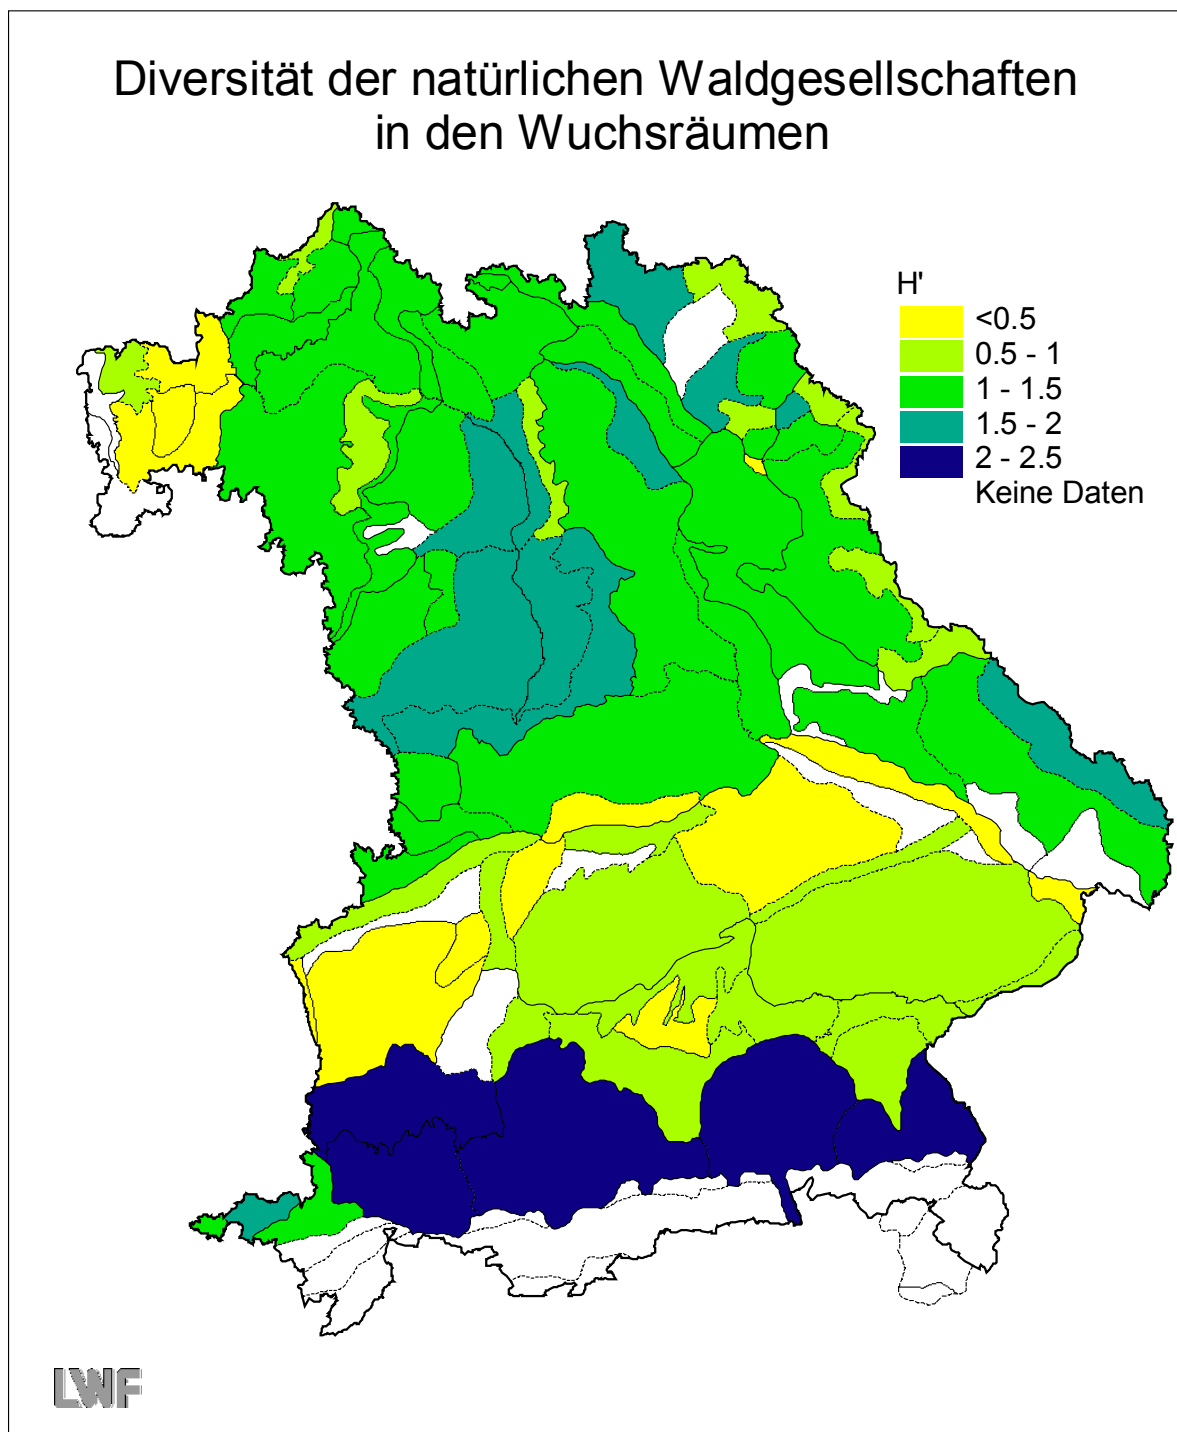 Diversität der natürlichen Waldgesellschaften
in den Wuchsräumen
H'
<0.5
0.5 - 1
1 - 1.5
1.5 - 2
2 - 2.5
Keine Daten
LWF